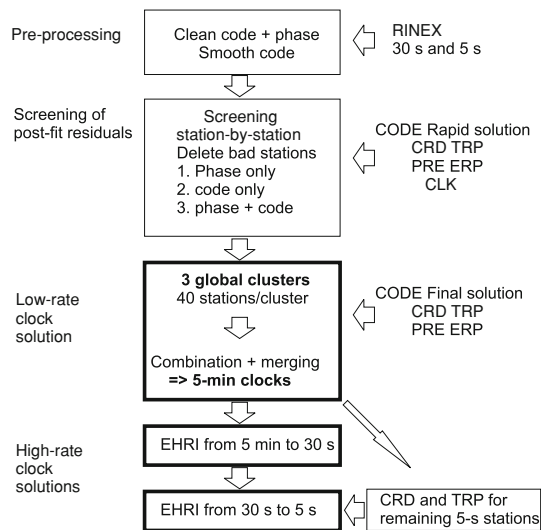 Pre-processing
Clean code + phase
Smooth code
RINEX
30 s and 5 s
Screening of
post-fit residuals
Screening
station-by-station
Delete bad stations
1. Phase only
2. code only
3. phase + code
CODE Rapid solution
CRD TRP
PRE ERP
CLK
Low-rate
clock
solution
3 global clusters
40 stations/cluster
Combination + merging
=> 5-min clocks
CODE Final solution
CRD TRP
PRE ERP
High-rate
clock
solutions
EHRI from 5 min to 30 s
EHRI from 30 s to 5 s
CRD and TRP for
remaining 5-s stations